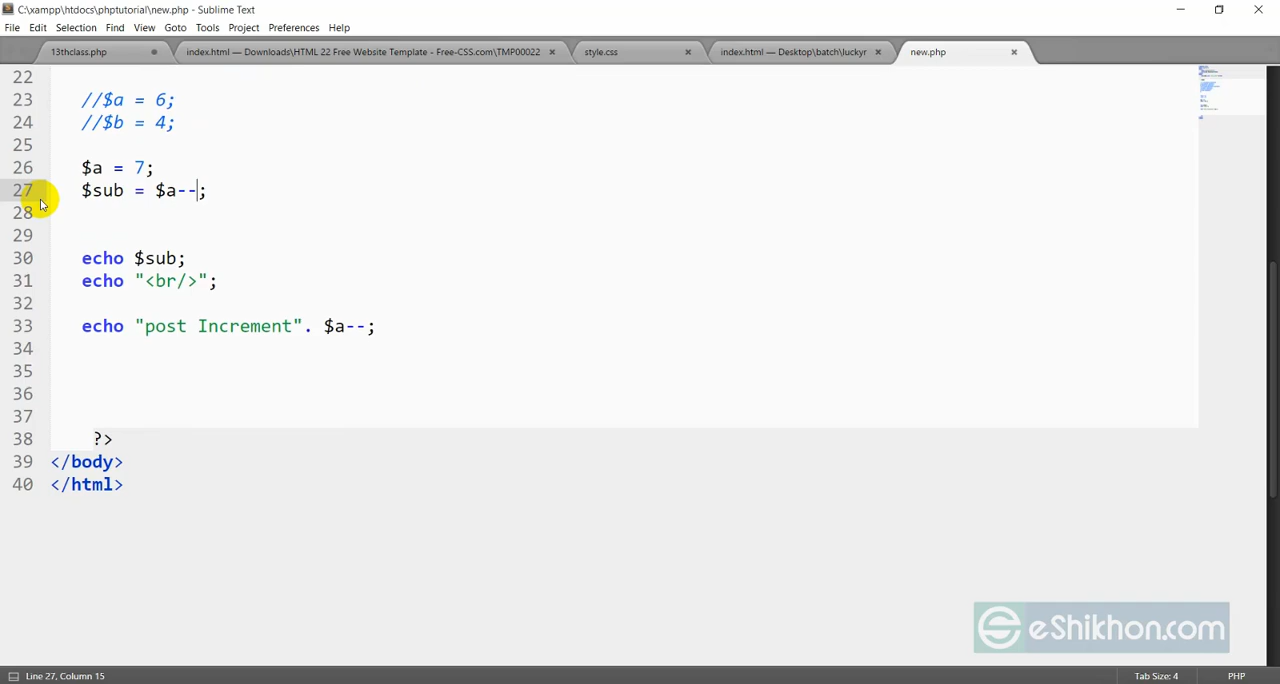 C:\xampp\htdocs\phptutorial\new.php - Sublime Text
File Edit Selection Find View Goto Tools Project Preferences Help
13thclass.php index.html — Downloads\HTML 22 Free Website Template - Free-CSS.com\TMP00022 style.css index.html — Desktop\batch\luckyr new.php
22
23 //$a = 6;
24 //$b = 4;
25
26 $a = 7;
27 $sub = $a--;
28
29
30 echo $sub;
31 echo "<br/>";
32
33 echo "post Increment". $a--;
34
35
36
37
38 ?>
39 </body>
40 </html>
eShikhon.com
Line 27, Column 15 Tab Size: 4 PHP